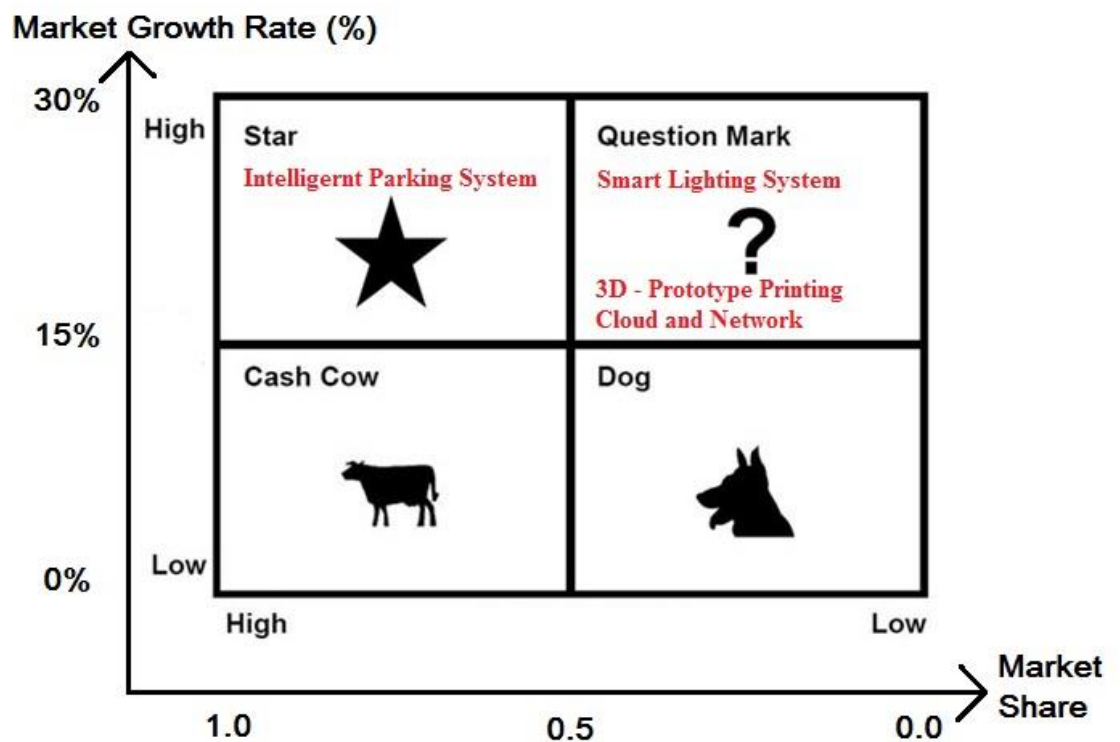 Market Growth Rate (%)
30%
High
Star
Question Mark
Intelligernt Parking System
Smart Lighting System
?
3D - Prototype Printing
Cloud and Network
15%
Cash Cow
Dog
Low
0%
High
Low
Market
Share
1.0
0.5
0.0